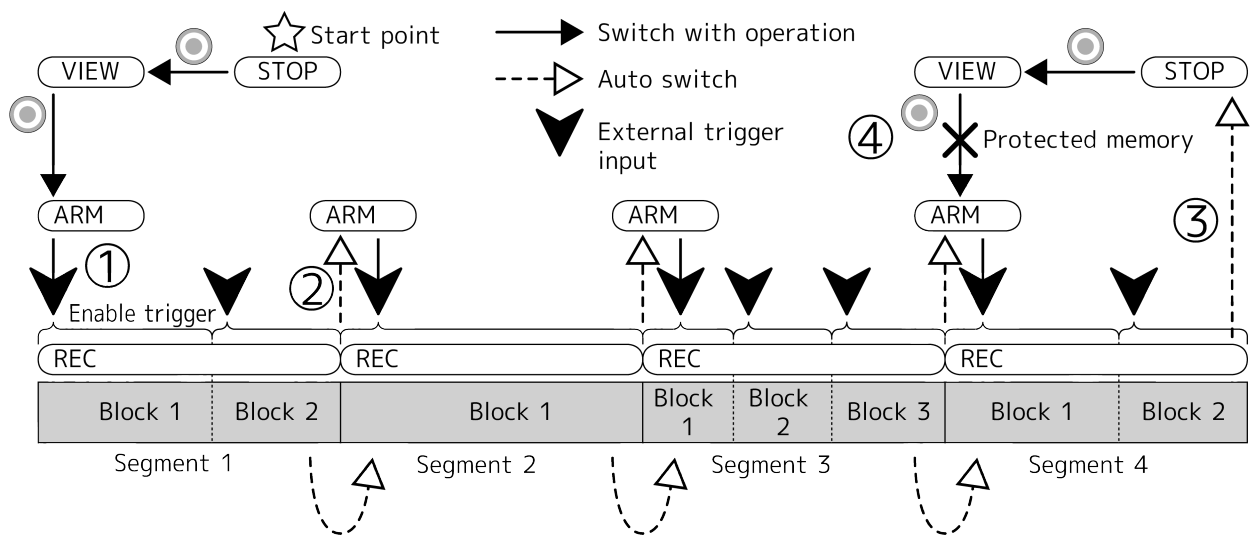 Start point
Switch with operation
VIEW
STOP
Auto switch
External trigger
input
VIEW
STOP
④
Protected memory
ARM
ARM
ARM
ARM
③
①
②
Enable trigger
REC
REC
REC
REC
Block 1
Block 2
Block 1
Block
1
Block
2
Block 3
Block 1
Block 2
Segment 1
Segment 2
Segment 3
Segment 4